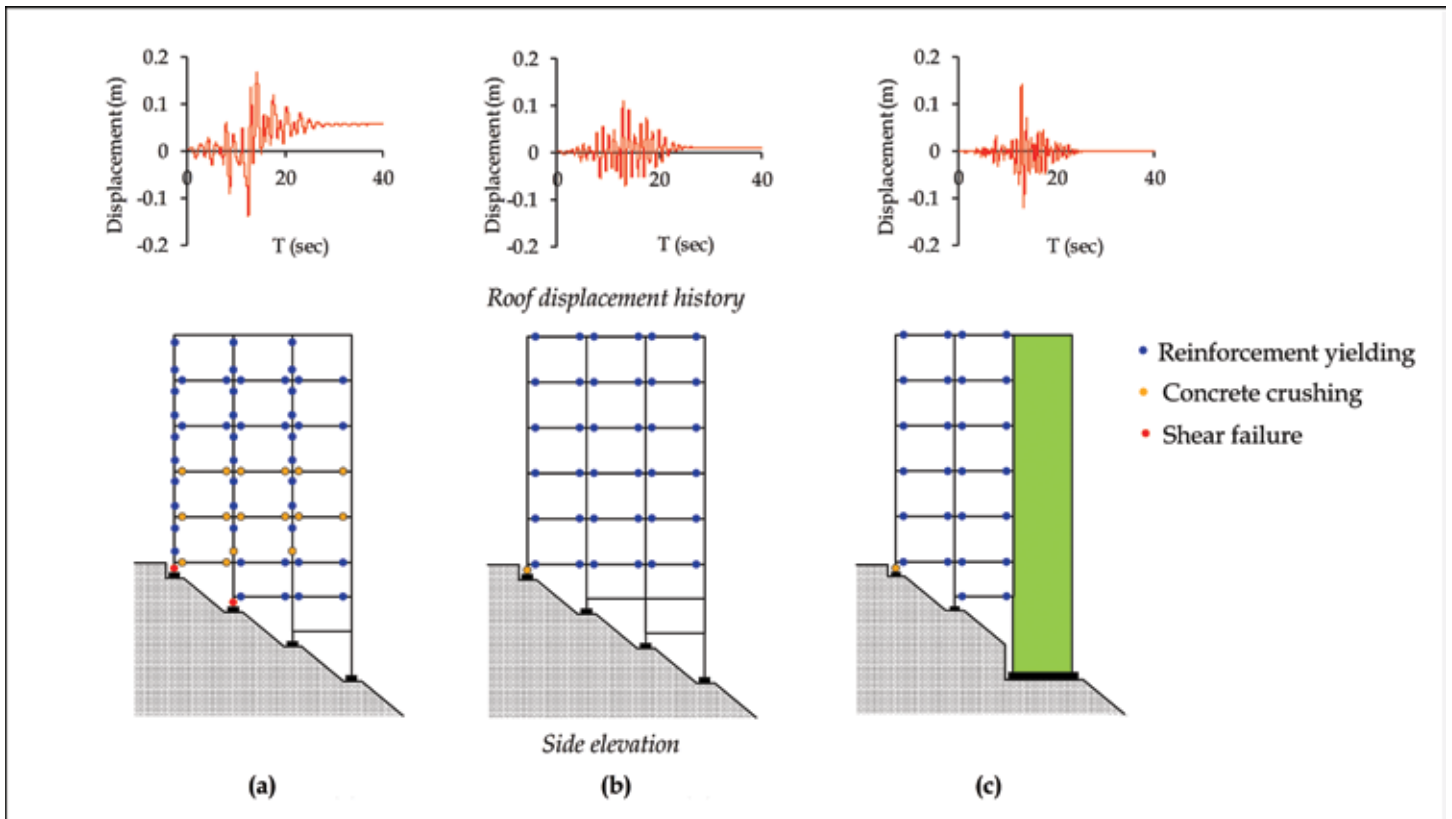 0.2
0.1
0
-0.1
-0.2
0
20
40
Displacement (m)
T (sec)
0.2
0.1
0
-0.1
-0.2
0
20
40
Displacement (m)
T (sec)
0.2
0.1
0
-0.1
-0.2
0
20
40
Displacement (m)
T (sec)
Roof displacement history
Reinforcement yielding
Concrete crushing
Shear failure
Side elevation
(a)
(b)
(c)